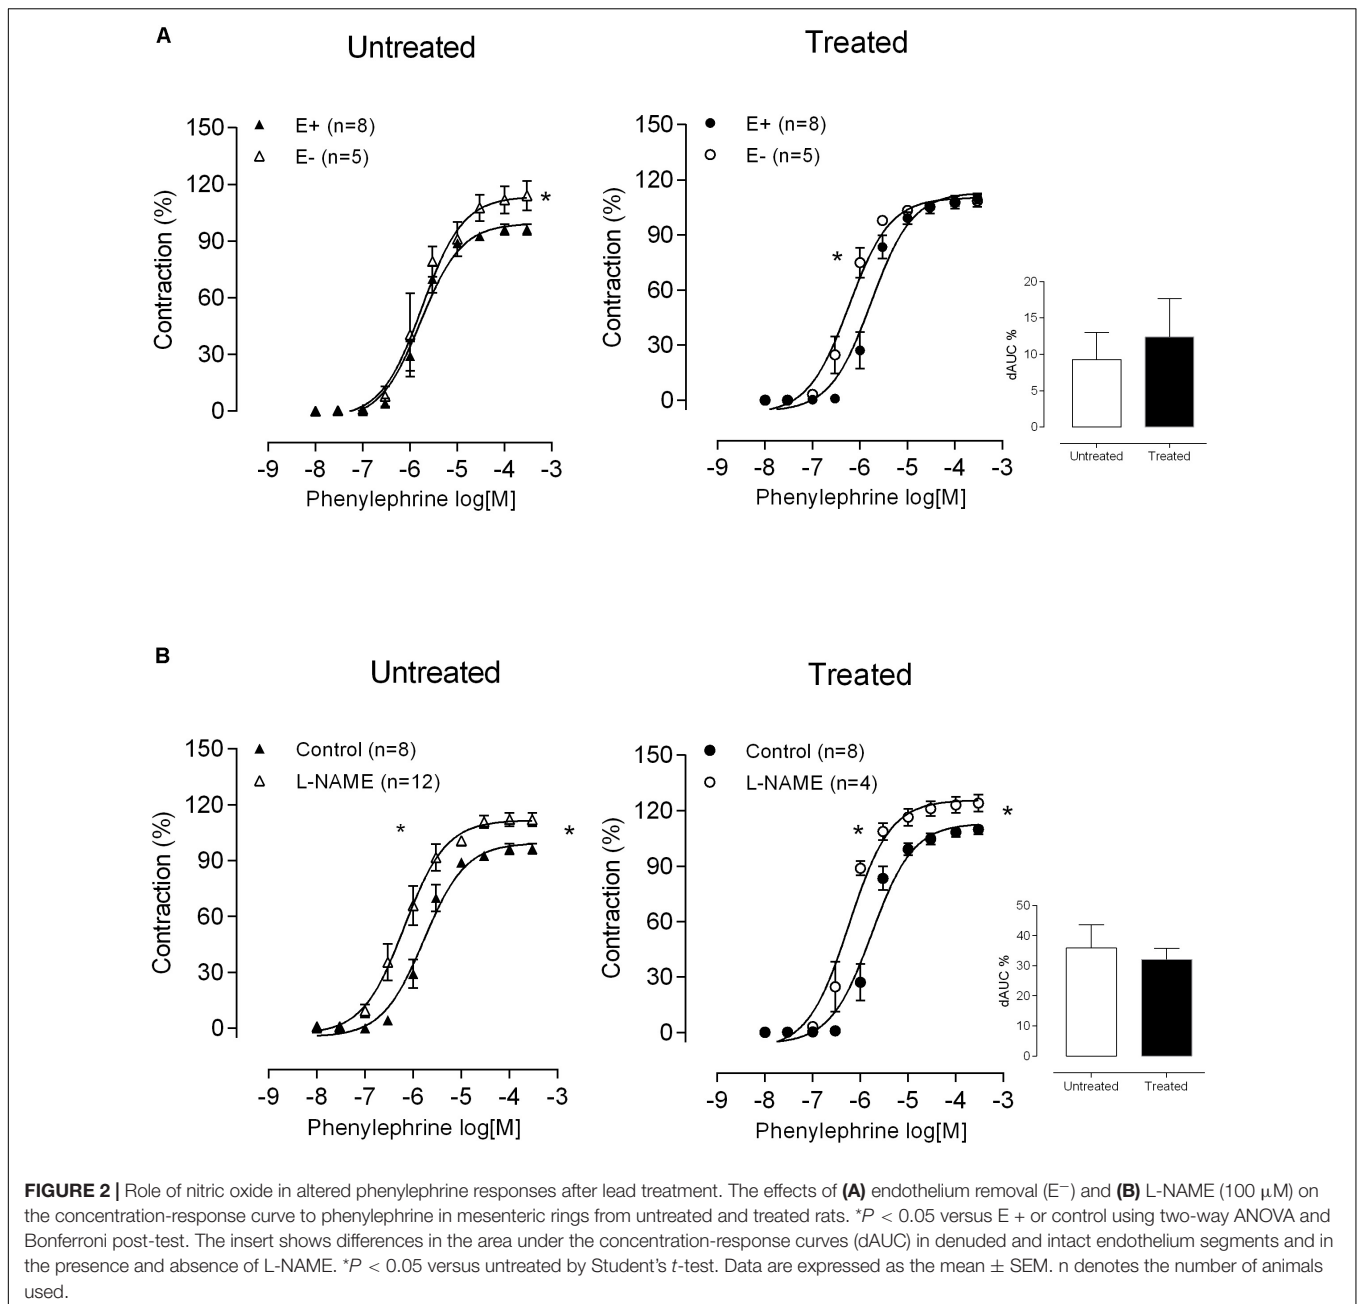 A
Untreated
Treated
E+ (n=8)
E- (n=5)
150
120
90
60
30
0
Contraction (%)
*
-9 -8 -7 -6 -5 -4 -3
Phenylephrine log[M]
E+ (n=8)
E- (n=5)
150
120
90
60
30
0
Contraction (%)
*
-9 -8 -7 -6 -5 -4 -3
Phenylephrine log[M]
20
15
10
5
0
dAUC %
Untreated Treated
B
Untreated
Treated
Control (n=8)
L-NAME (n=12)
150
120
90
60
30
0
Contraction (%)
* *
-9 -8 -7 -6 -5 -4 -3
Phenylephrine log[M]
Control (n=8)
L-NAME (n=4)
150
120
90
60
30
0
Contraction (%)
* *
-9 -8 -7 -6 -5 -4 -3
Phenylephrine log[M]
50
40
30
20
10
0
dAUC %
Untreated Treated
FIGURE 2 | Role of nitric oxide in altered phenylephrine responses after lead treatment. The effects of (A) endothelium removal (E−) and (B) L-NAME (100 μM) on
the concentration-response curve to phenylephrine in mesenteric rings from untreated and treated rats. *P < 0.05 versus E + or control using two-way ANOVA and
Bonferroni post-test. The insert shows differences in the area under the concentration-response curves (dAUC) in denuded and intact endothelium segments and in
the presence and absence of L-NAME. *P < 0.05 versus untreated by Student’s t-test. Data are expressed as the mean ± SEM. n denotes the number of animals
used.